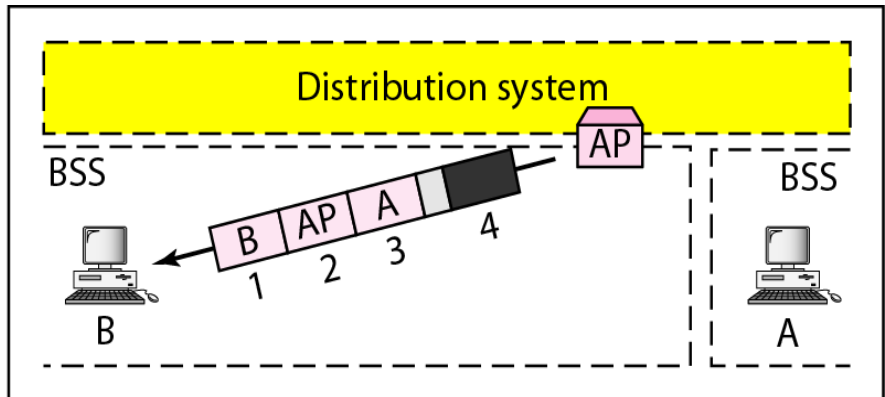 Distribution system
AP
BSS
BSS
B AP A
1 2 3 4
B
A